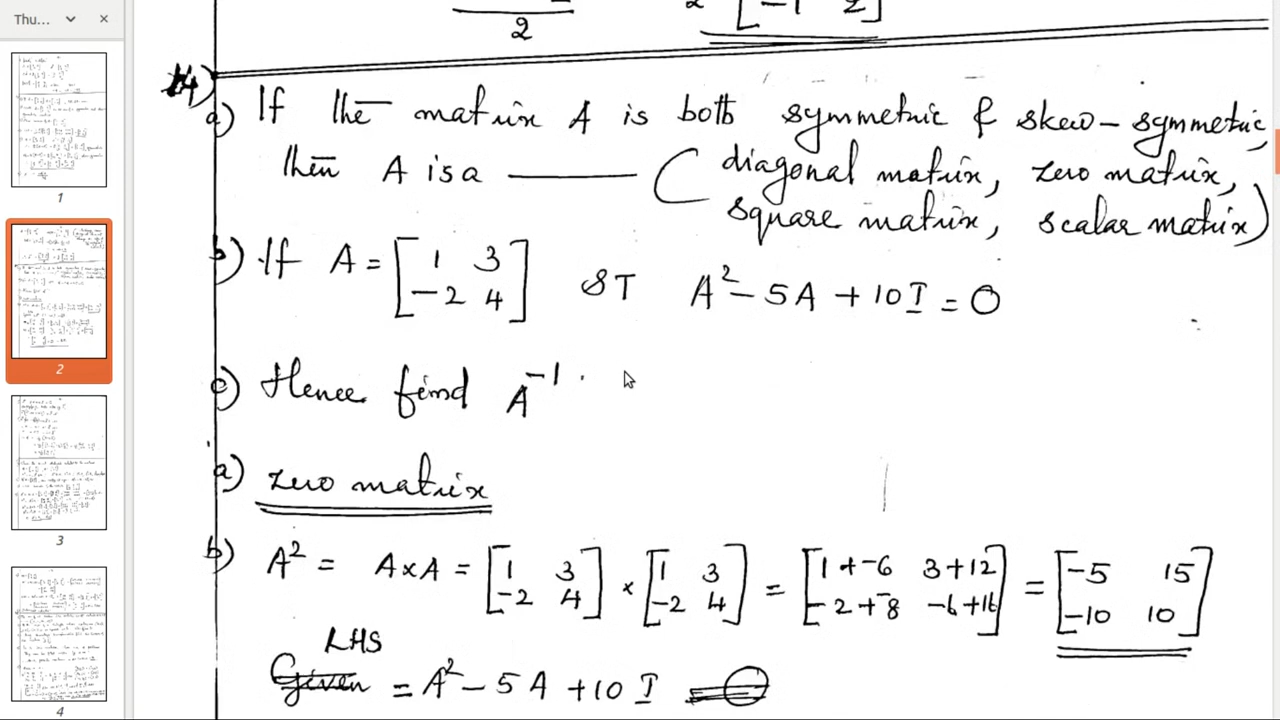 Thu... ×
1
2
3
4
2
2 [-1 2]
14)
a) If the matrix A is both symmetric & skew-symmetric,
then A is a ______ (diagonal matrix, zero matrix,
square matrix, scalar matrix)
b) If A = [1 3; -2 4] ST A² - 5A + 10I = O
c) Hence find A⁻¹.
a) zero matrix
b) A² = A×A = [1 3; -2 4] × [1 3; -2 4] = [1+-6 3+12; -2+-8 -6+16] = [-5 15; -10 10]
LHS
Given = A² - 5A + 10I = O